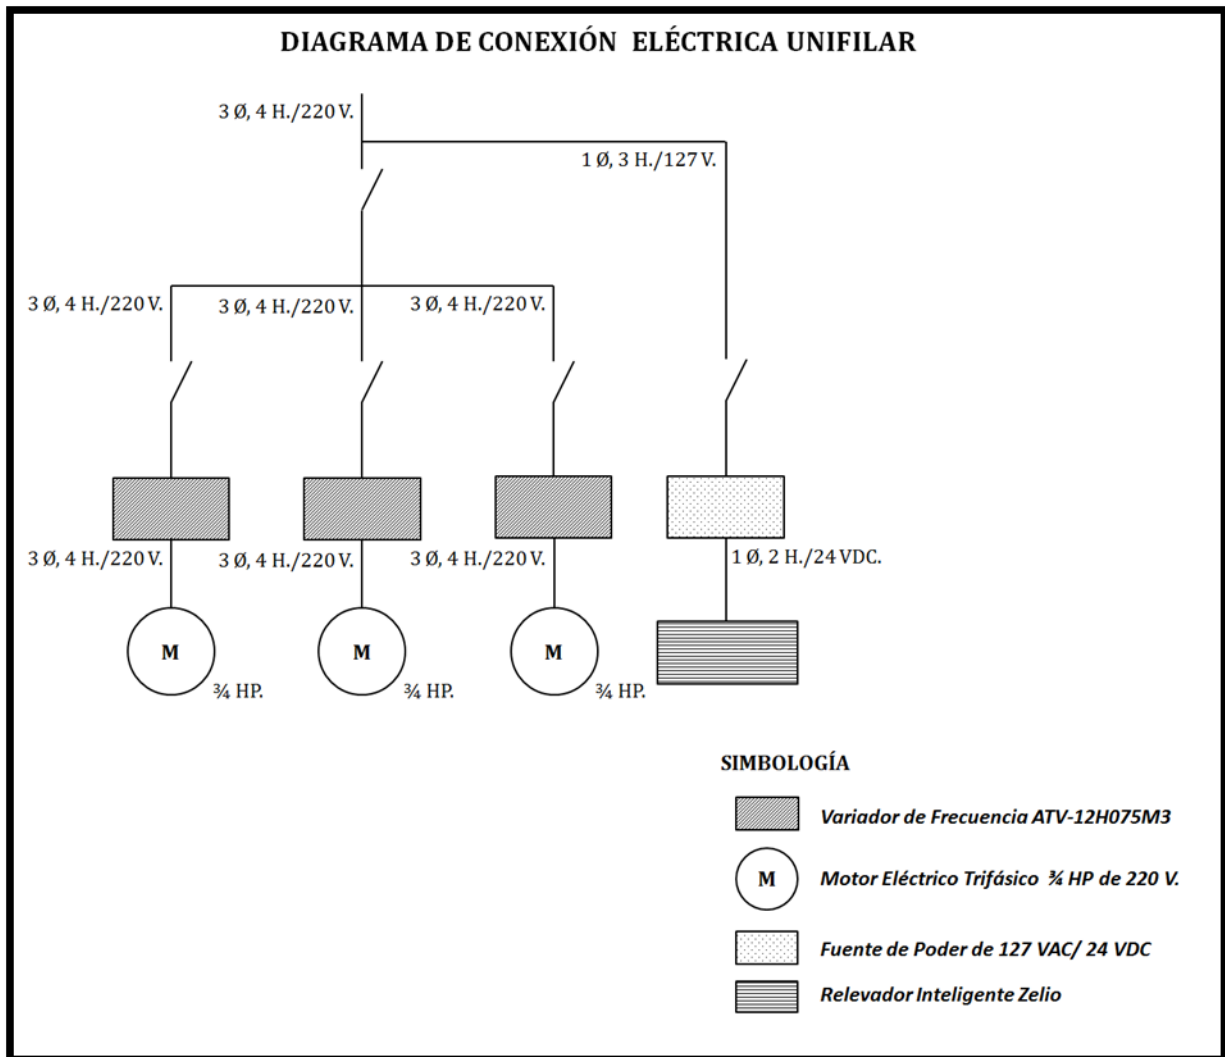 DIAGRAMA DE CONEXIÓN ELÉCTRICA UNIFILAR
3 Ø, 4 H./220 V.
1 Ø, 3 H./127 V.
3 Ø, 4 H./220 V.
3 Ø, 4 H./220 V.
3 Ø, 4 H./220 V.
3 Ø, 4 H./220 V.
3 Ø, 4 H./220 V.
3 Ø, 4 H./220 V.
1 Ø, 2 H./24 VDC.
M
¾ HP.
M
¾ HP.
M
¾ HP.
SIMBOLOGÍA
Variador de Frecuencia ATV-12H075M3
M
Motor Eléctrico Trifásico ¾ HP de 220 V.
Fuente de Poder de 127 VAC/ 24 VDC
Relevador Inteligente Zelio